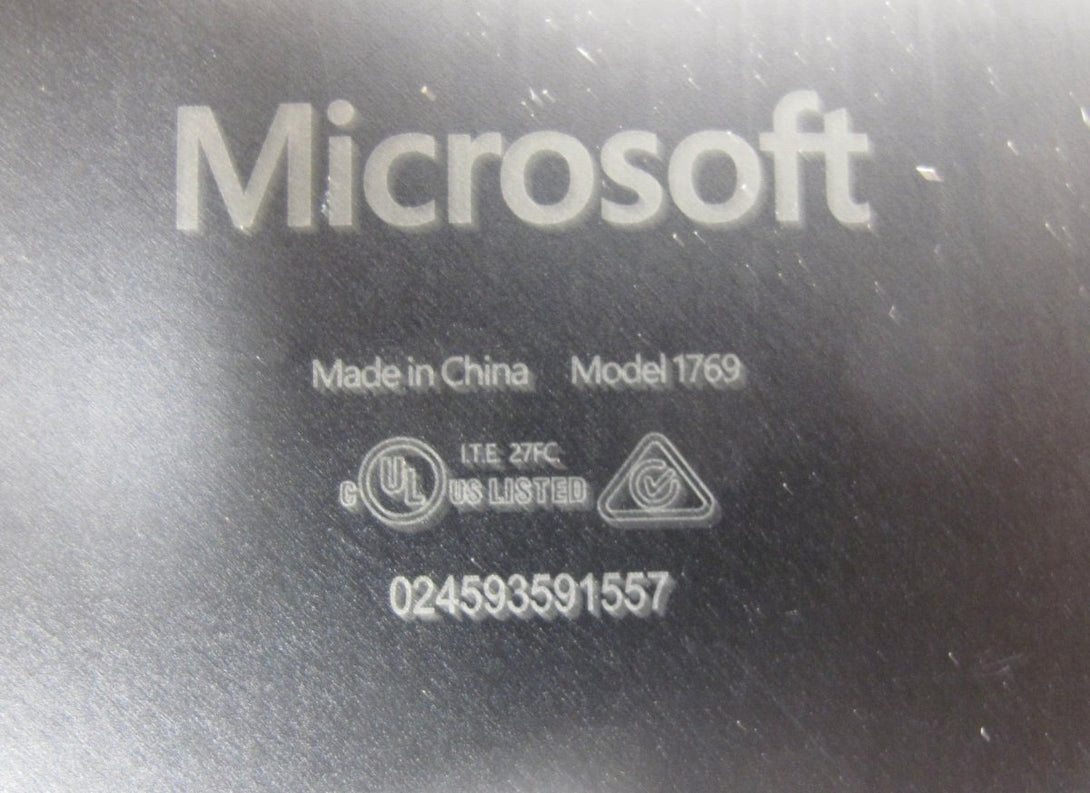 Microsoft
Made in China Model 1769
I.T.E. 27FC
C UL US LISTED
024593591557